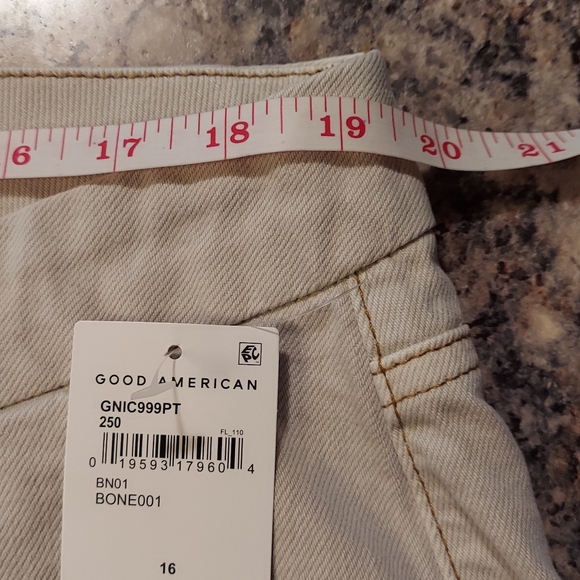 6 17 18 19 20 21
GOOD AMERICAN
GNIC999PT
250
FL_110
0 19593 17960 4
BN01
BONE001
16